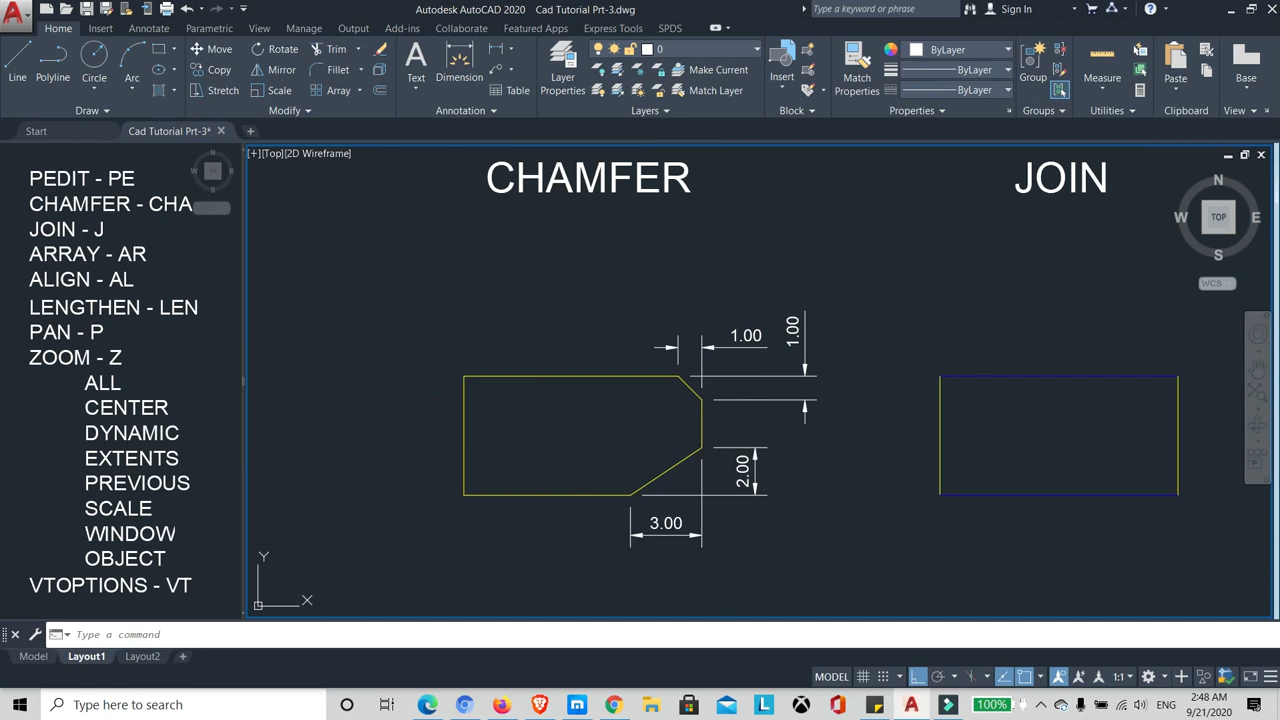 Autodesk AutoCAD 2020 Cad Tutorial Prt-3.dwg
Type a keyword or phrase
Sign In
Home Insert Annotate Parametric View Manage Output Add-ins Collaborate Featured Apps Express Tools SPDS
Line Polyline Circle Arc
Move Rotate Trim
Copy Mirror Fillet
Stretch Scale Array
Text Dimension Table
Layer Properties
0
Make Current
Match Layer
Insert
Match Properties
ByLayer
ByLayer
ByLayer
Group
Measure
Paste
Base
Draw Modify Annotation Layers Block Properties Groups Utilities Clipboard View
Start Cad Tutorial Prt-3*
[+][Top][2D Wireframe]
PEDIT - PE
CHAMFER - CHA
JOIN - J
ARRAY - AR
ALIGN - AL
LENGTHEN - LEN
PAN - P
ZOOM - Z
ALL
CENTER
DYNAMIC
EXTENTS
PREVIOUS
SCALE
WINDOW
OBJECT
VTOPTIONS - VT
CHAMFER
JOIN
N
W TOP E
S
WCS
1.00
1.00
2.00
3.00
Y
X
Type a command
Model Layout1 Layout2
MODEL
1:1
Type here to search
100%
ENG
2:48 AM
9/21/2020